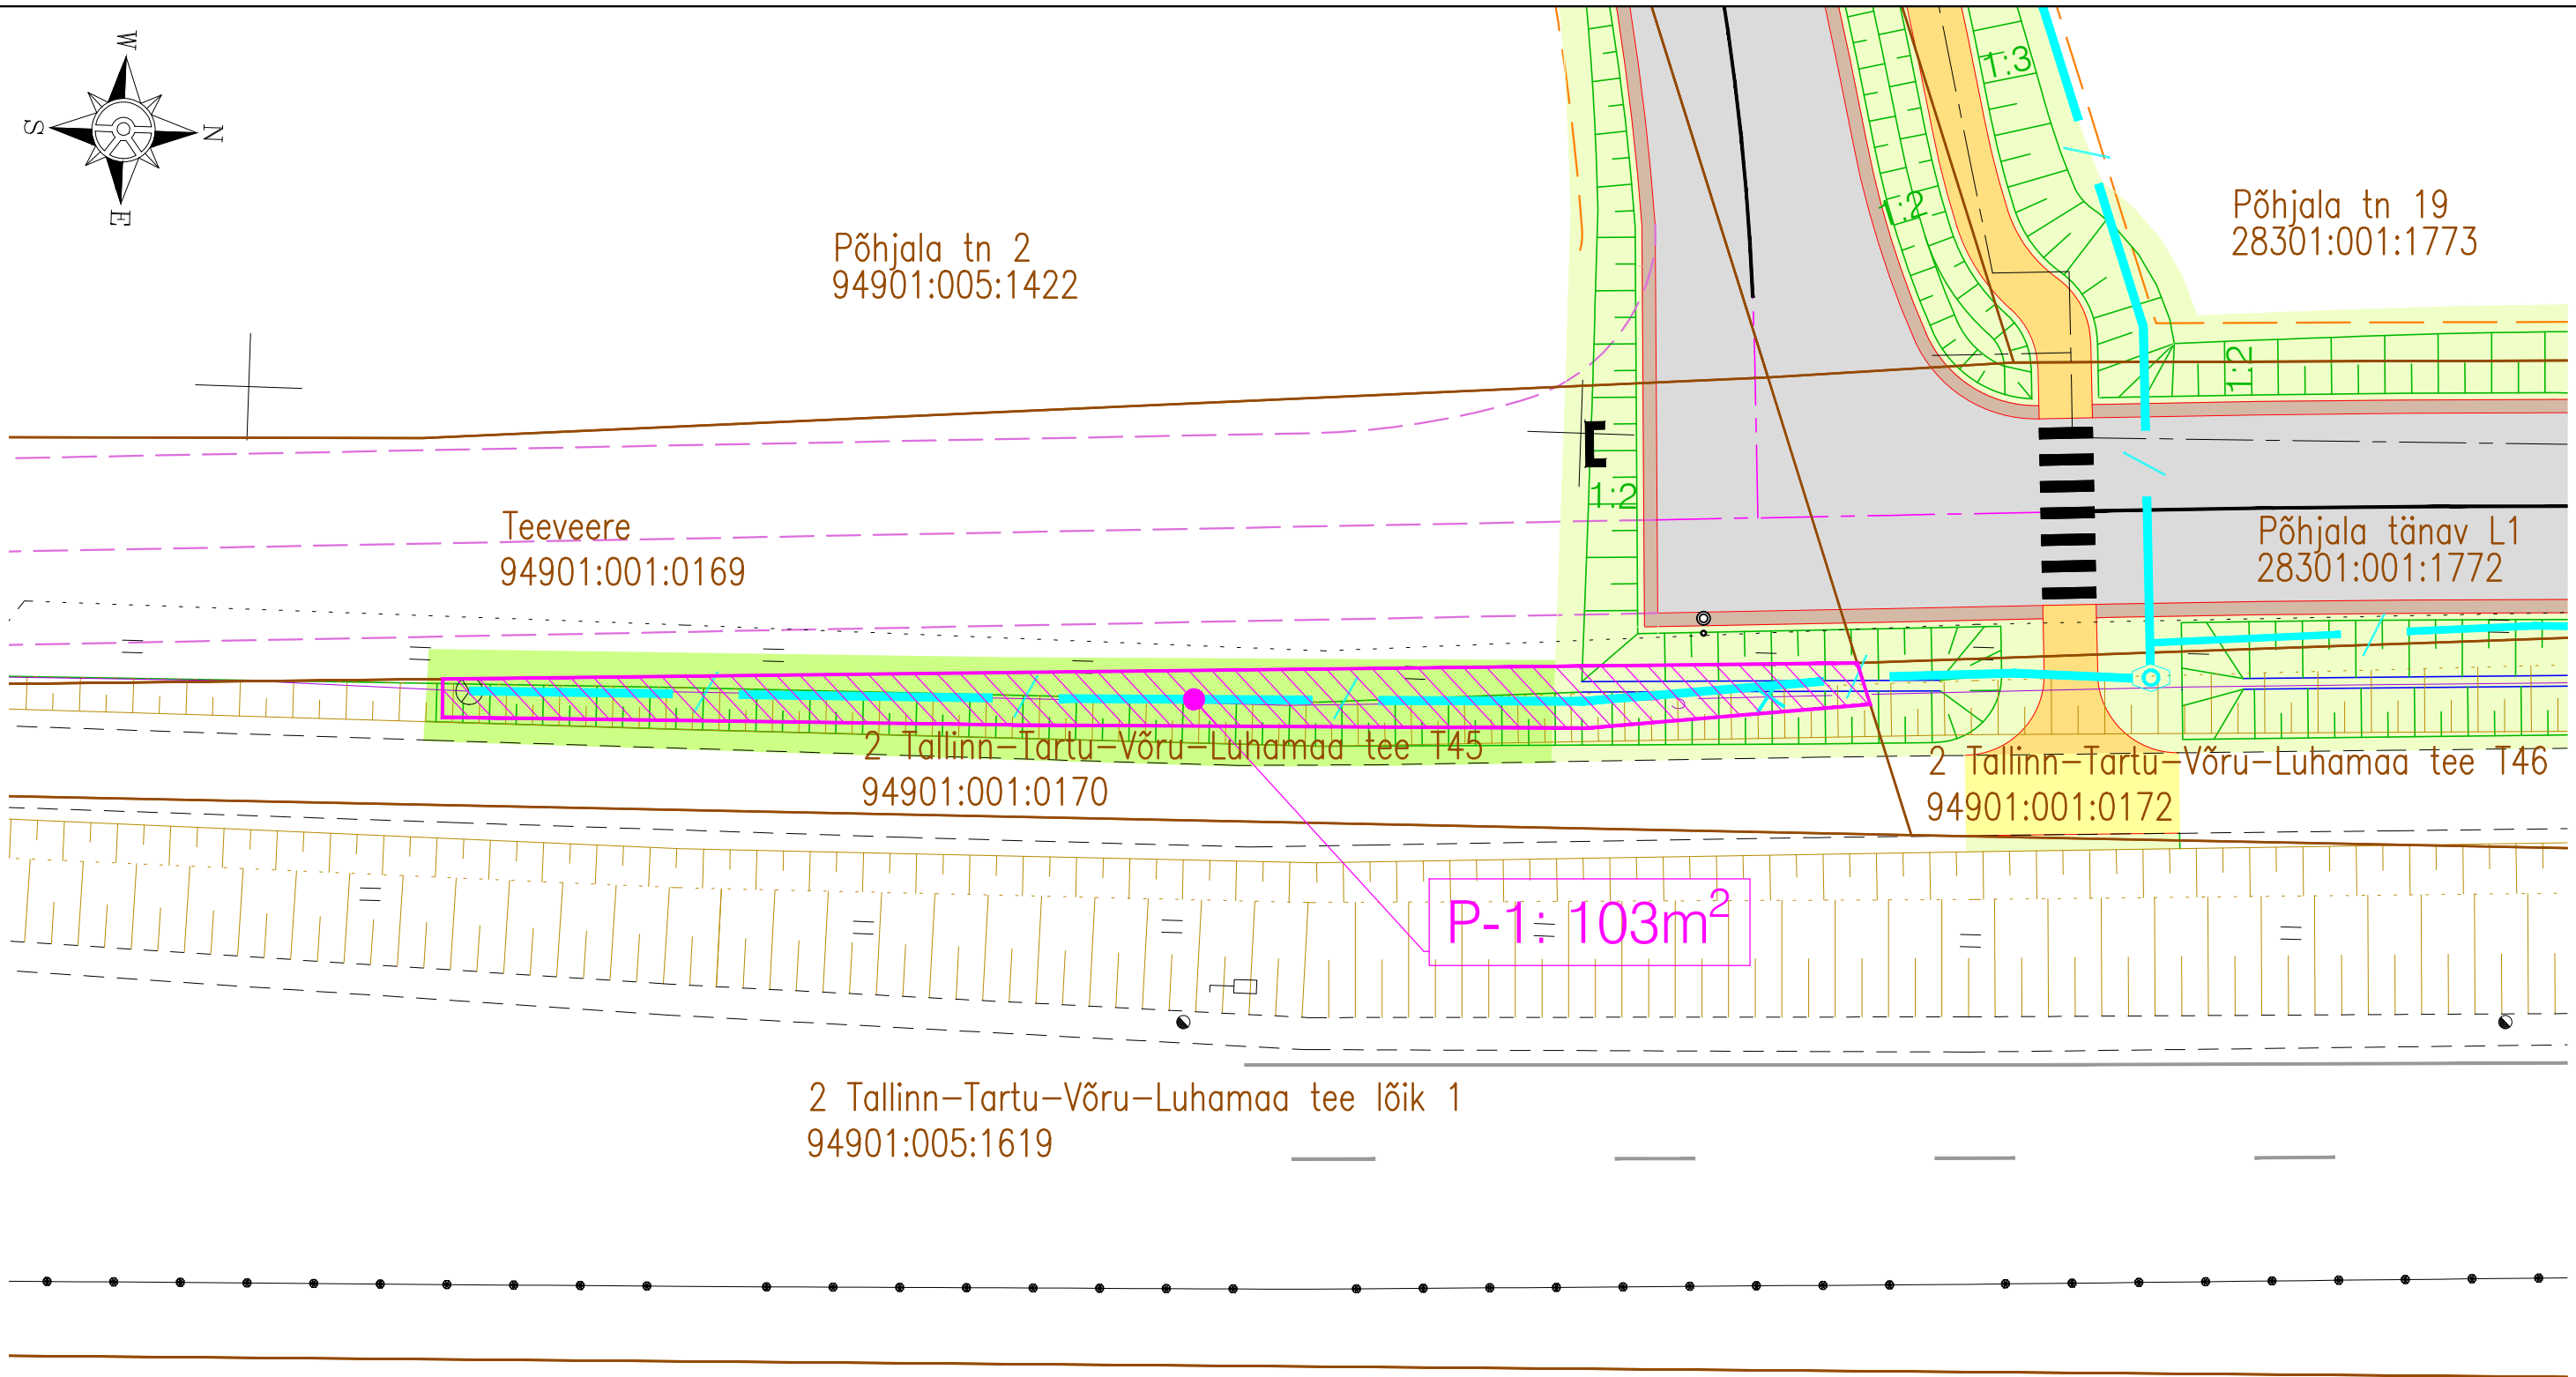 W
S
N
E
1:3
1:2
Põhjala tn 19
28301:001:1773
Põhjala tn 2
94901:005:1422
1:2
1:2
Teeveere
94901:001:0169
Põhjala tänav L1
28301:001:1772
2 Tallinn-Tartu-Võru-Luhamaa tee T45
94901:001:0170
2 Tallinn-Tartu-Võru-Luhamaa tee T46
94901:001:0172
P-1: 103m²
2 Tallinn-Tartu-Võru-Luhamaa tee lõik 1
94901:005:1619